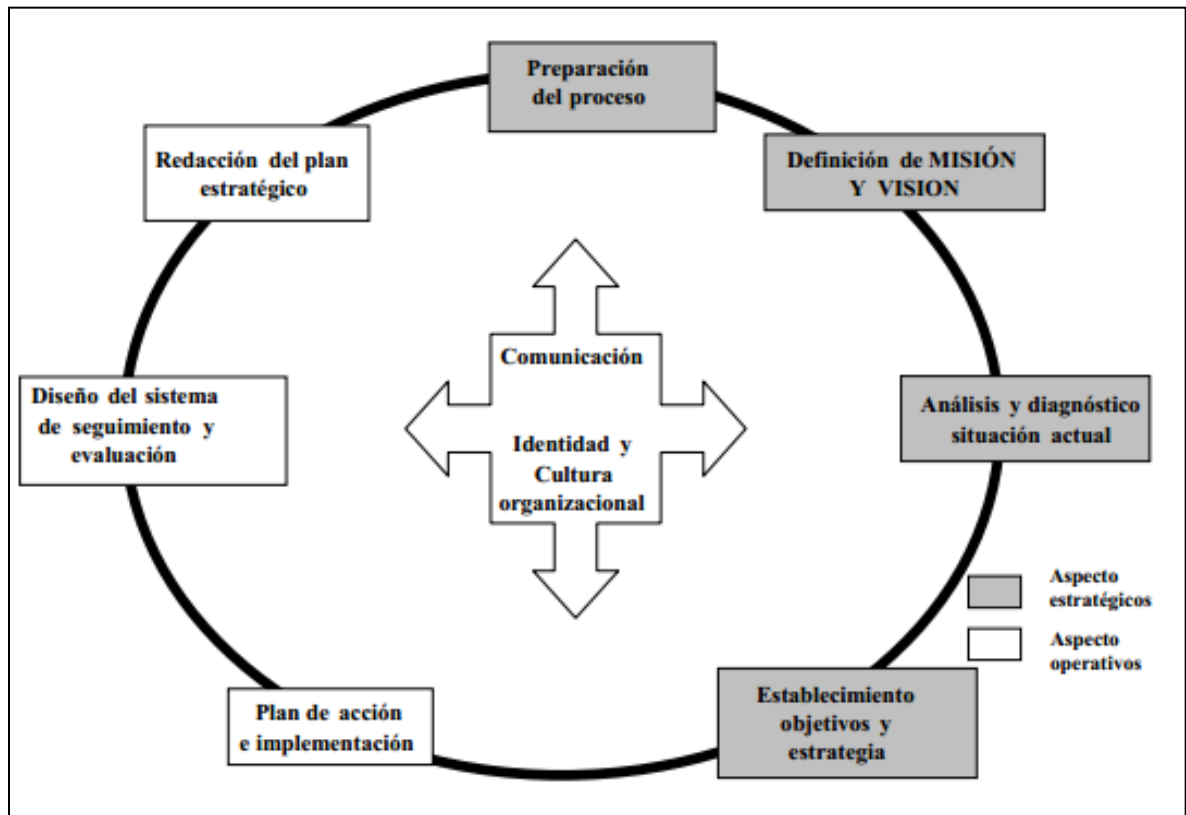 Preparación
del proceso
Definición de MISIÓN
Y VISION
Análisis y diagnóstico
situación actual
Establecimiento
objetivos y
estrategia
Plan de acción
e implementación
Diseño del sistema
de seguimiento y
evaluación
Redacción del plan
estratégico
Comunicación
Identidad y
Cultura
organizacional
Aspecto
estratégicos
Aspecto
operativos